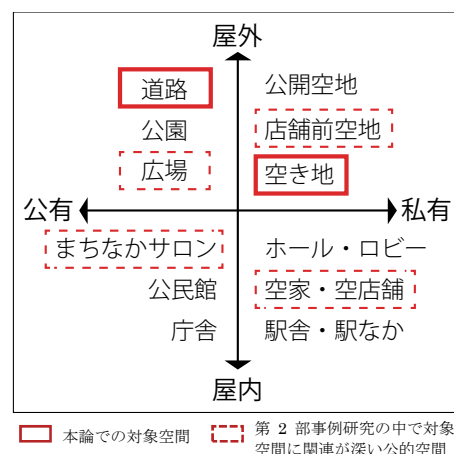 屋外
道路
公開空地
公園
店舗前空地
広場
空き地
公有
私有
まちなかサロン
ホール・ロビー
公民館
空家・空店舗
庁舎
駅舎・駅なか
屋内
本論での対象空間
第 2 部事例研究の中で対象
空間に関連が深い公的空間